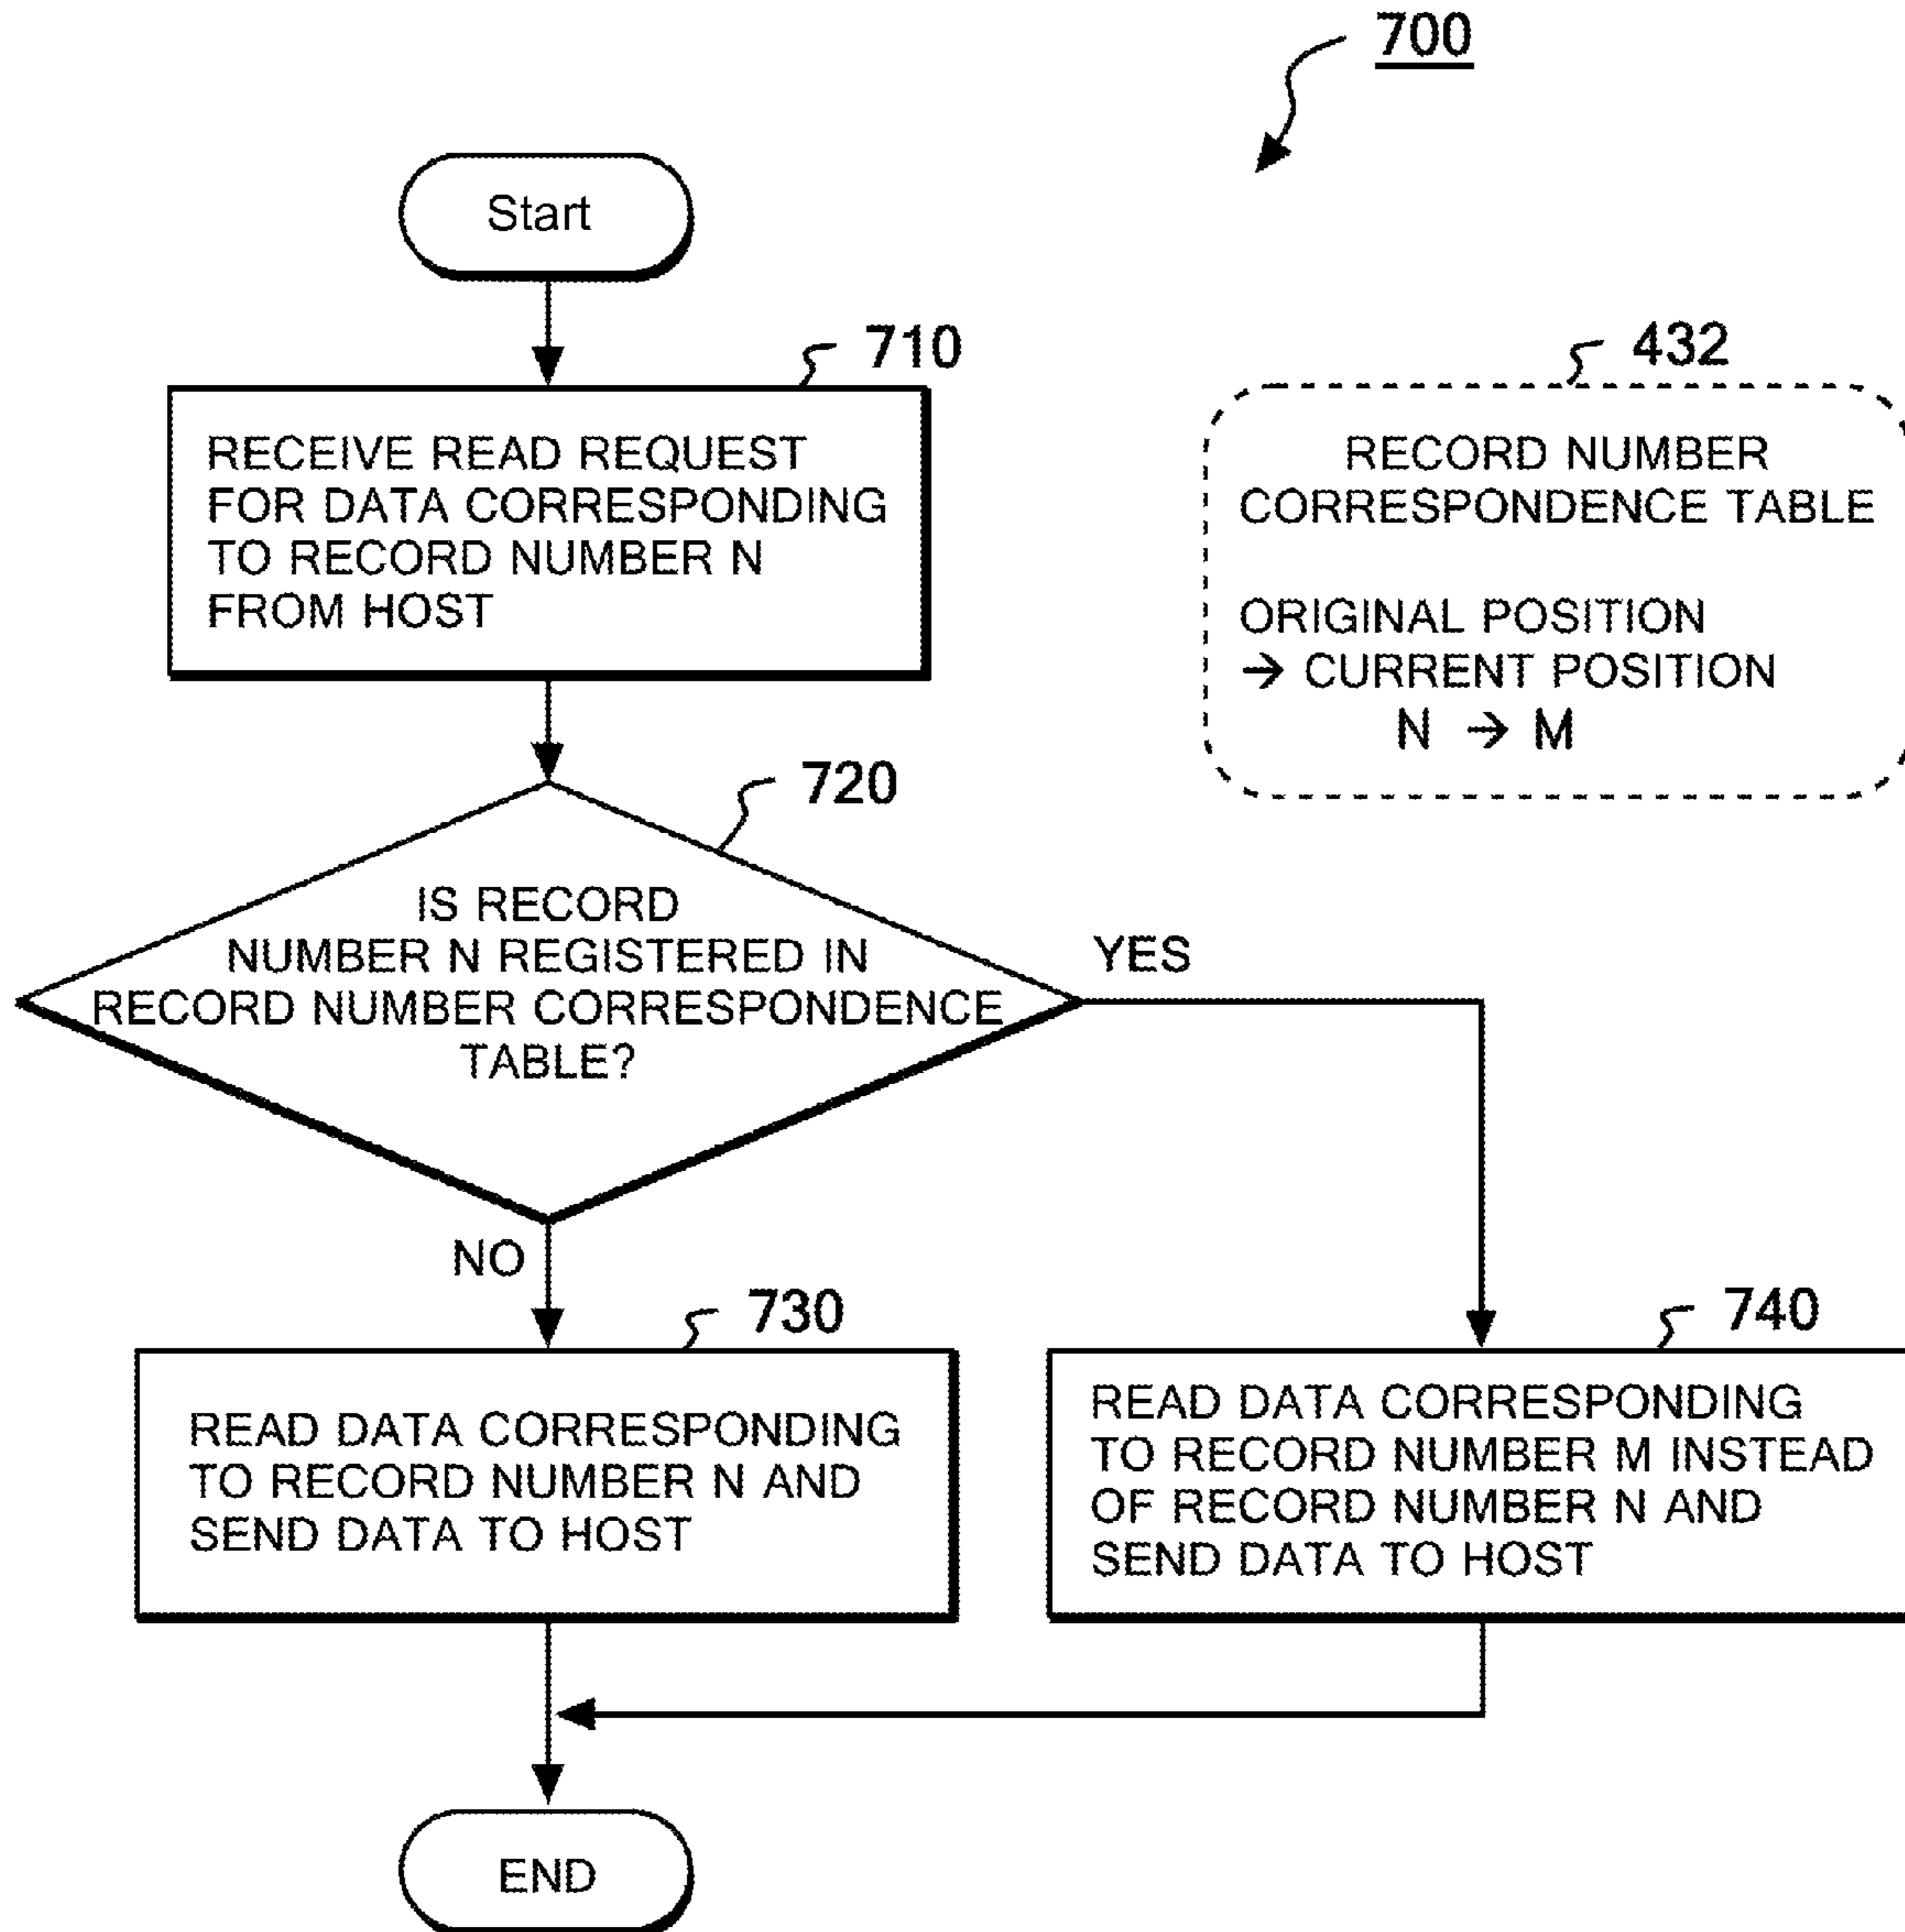 700
Start
710
RECEIVE READ REQUEST
FOR DATA CORRESPONDING
TO RECORD NUMBER N
FROM HOST
432
RECORD NUMBER
CORRESPONDENCE TABLE
ORIGINAL POSITION
→ CURRENT POSITION
N → M
720
IS RECORD
NUMBER N REGISTERED IN
RECORD NUMBER CORRESPONDENCE
TABLE?
YES
NO
730
READ DATA CORRESPONDING
TO RECORD NUMBER N AND
SEND DATA TO HOST
740
READ DATA CORRESPONDING
TO RECORD NUMBER M INSTEAD
OF RECORD NUMBER N AND
SEND DATA TO HOST
END